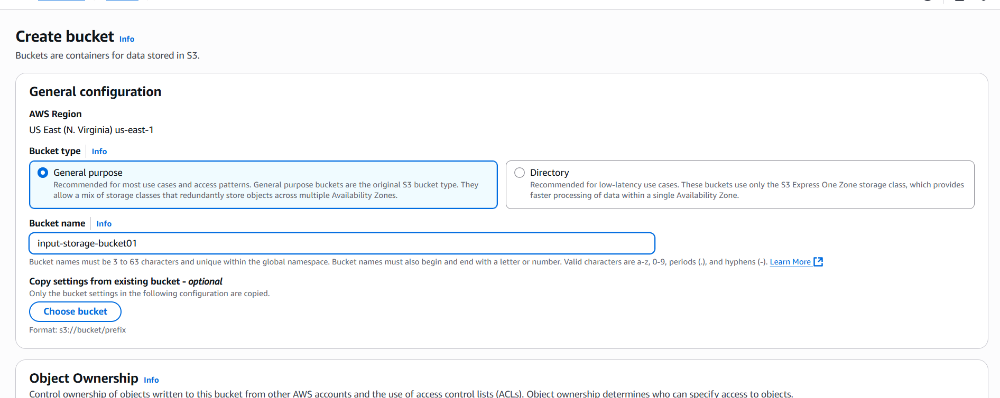 Create bucket Info
Buckets are containers for data stored in S3.
General configuration
AWS Region
US East (N. Virginia) us-east-1
Bucket type Info
General purpose
Recommended for most use cases and access patterns. General purpose buckets are the original S3 bucket type. They
allow a mix of storage classes that redundantly store objects across multiple Availability Zones.
Directory
Recommended for low-latency use cases. These buckets use only the S3 Express One Zone storage class, which provides
faster processing of data within a single Availability Zone.
Bucket name Info
input-storage-bucket01
Bucket names must be 3 to 63 characters and unique within the global namespace. Bucket names must also begin and end with a letter or number. Valid characters are a-z, 0-9, periods (.), and hyphens (-). Learn More
Copy settings from existing bucket - optional
Only the bucket settings in the following configuration are copied.
Choose bucket
Format: s3://bucket/prefix
Object Ownership Info
Control ownership of objects written to this bucket from other AWS accounts and the use of access control lists (ACLs). Object ownership determines who can specify access to objects.